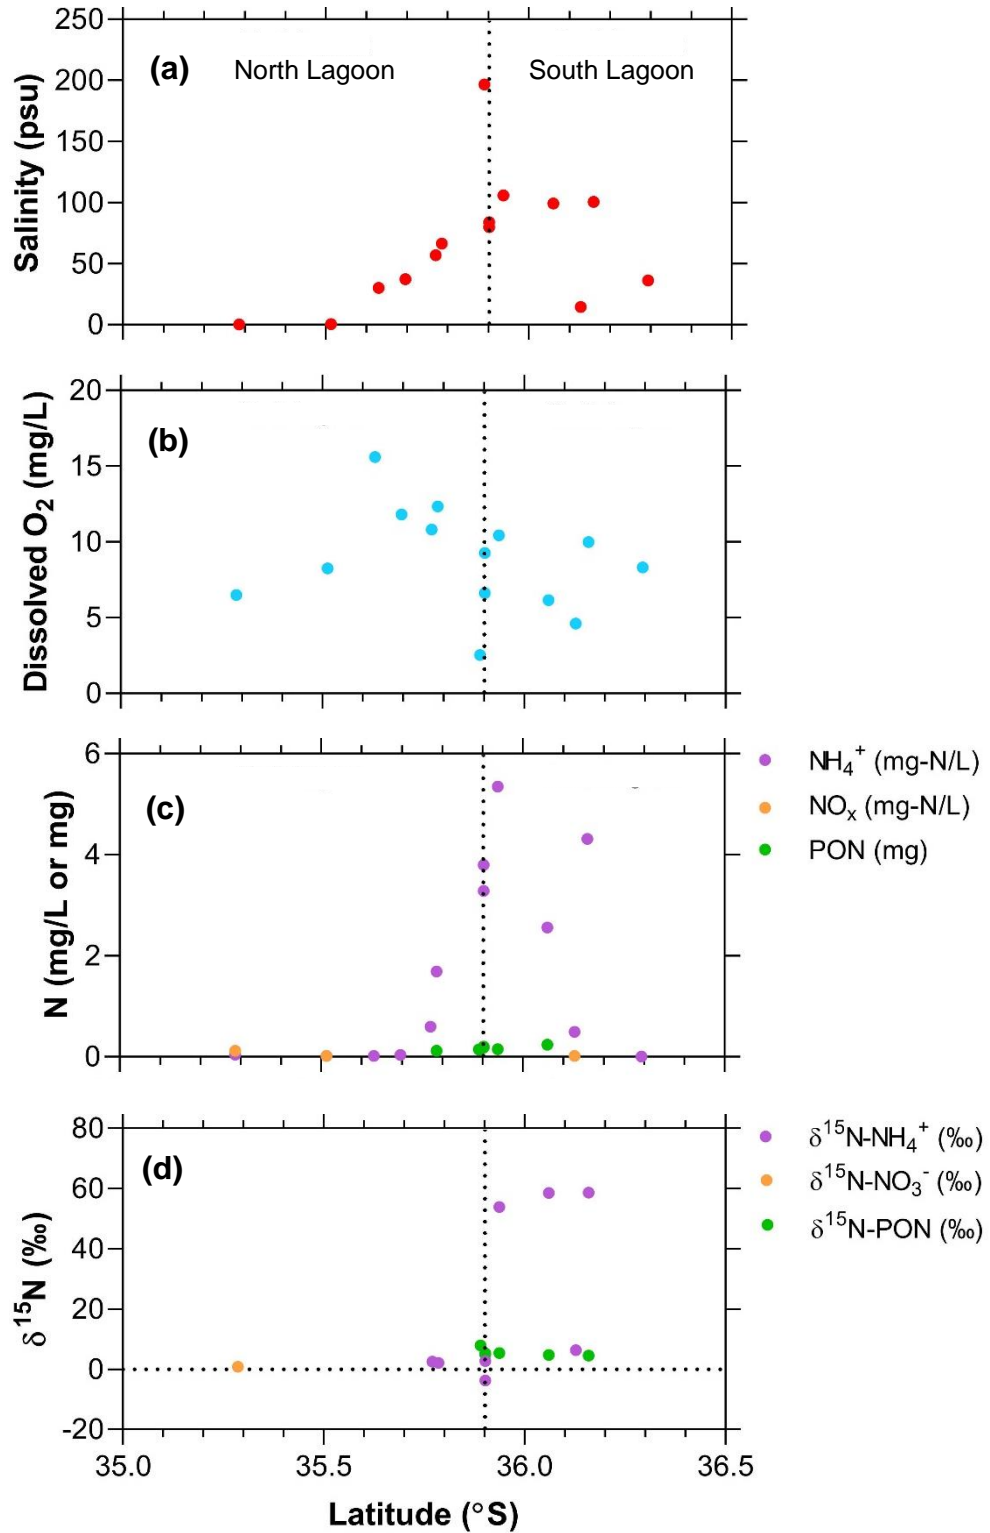 250
200
150
100
50
0
Salinity (psu)
(a)
North Lagoon
South Lagoon
20
15
10
5
0
Dissolved O₂ (mg/L)
(b)
6
4
2
0
N (mg/L or mg)
(c)
NH₄⁺ (mg-N/L)
NOₓ (mg-N/L)
PON (mg)
80
60
40
20
0
-20
δ¹⁵N (‰)
(d)
δ¹⁵N-NH₄⁺ (‰)
δ¹⁵N-NO₃⁻ (‰)
δ¹⁵N-PON (‰)
35.0 35.5 36.0 36.5
Latitude (°S)